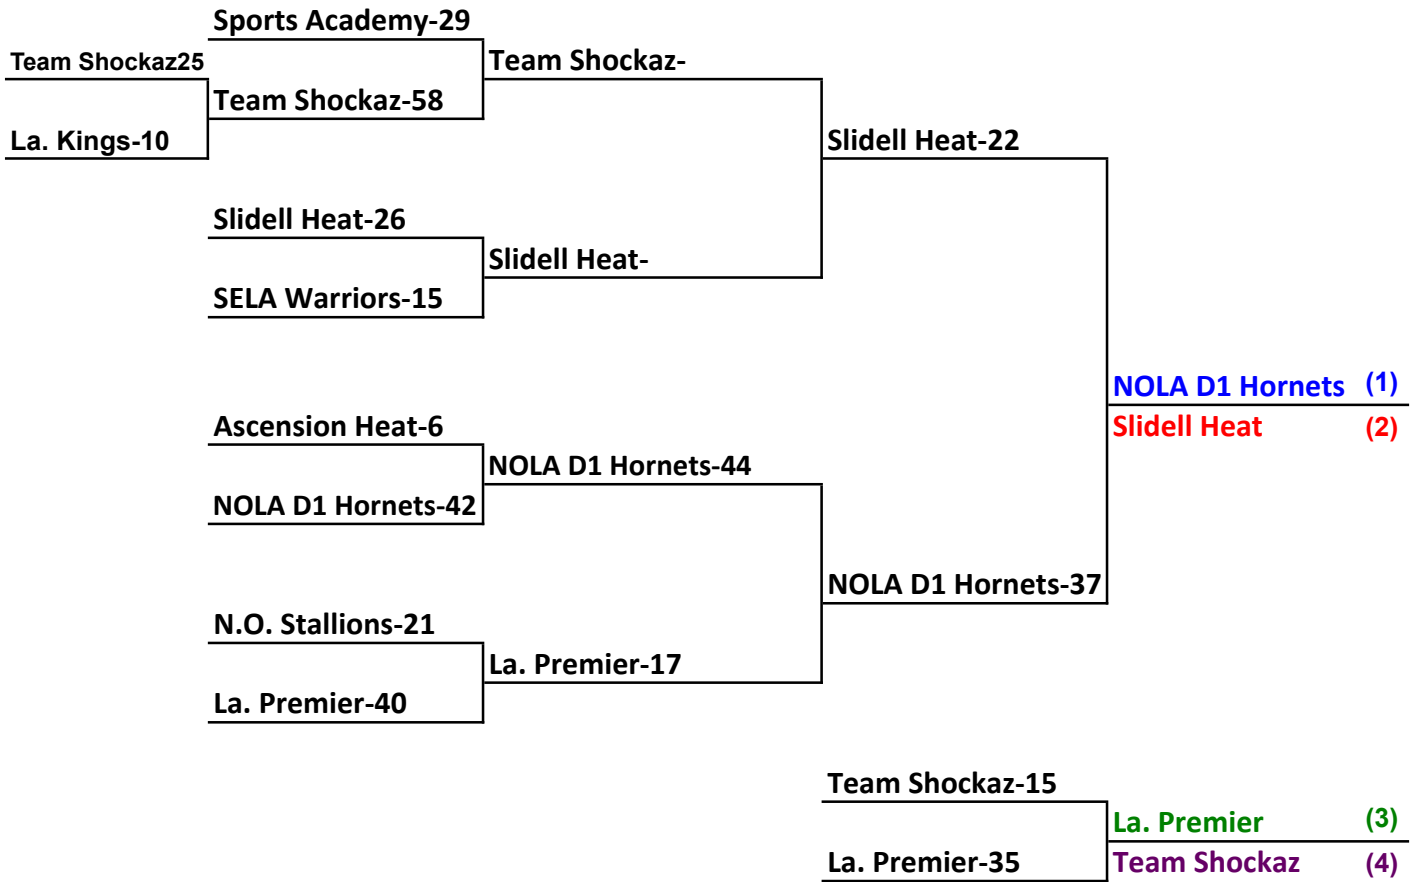 Sports Academy-29
Team Shockaz25
Team Shockaz-
Team Shockaz-58
La. Kings-10
Slidell Heat-22
Slidell Heat-26
Slidell Heat-
SELA Warriors-15
NOLA D1 Hornets (1)
Slidell Heat (2)
Ascension Heat-6
NOLA D1 Hornets-44
NOLA D1 Hornets-42
NOLA D1 Hornets-37
N.O. Stallions-21
La. Premier-17
La. Premier-40
Team Shockaz-15
La. Premier (3)
La. Premier-35
Team Shockaz (4)